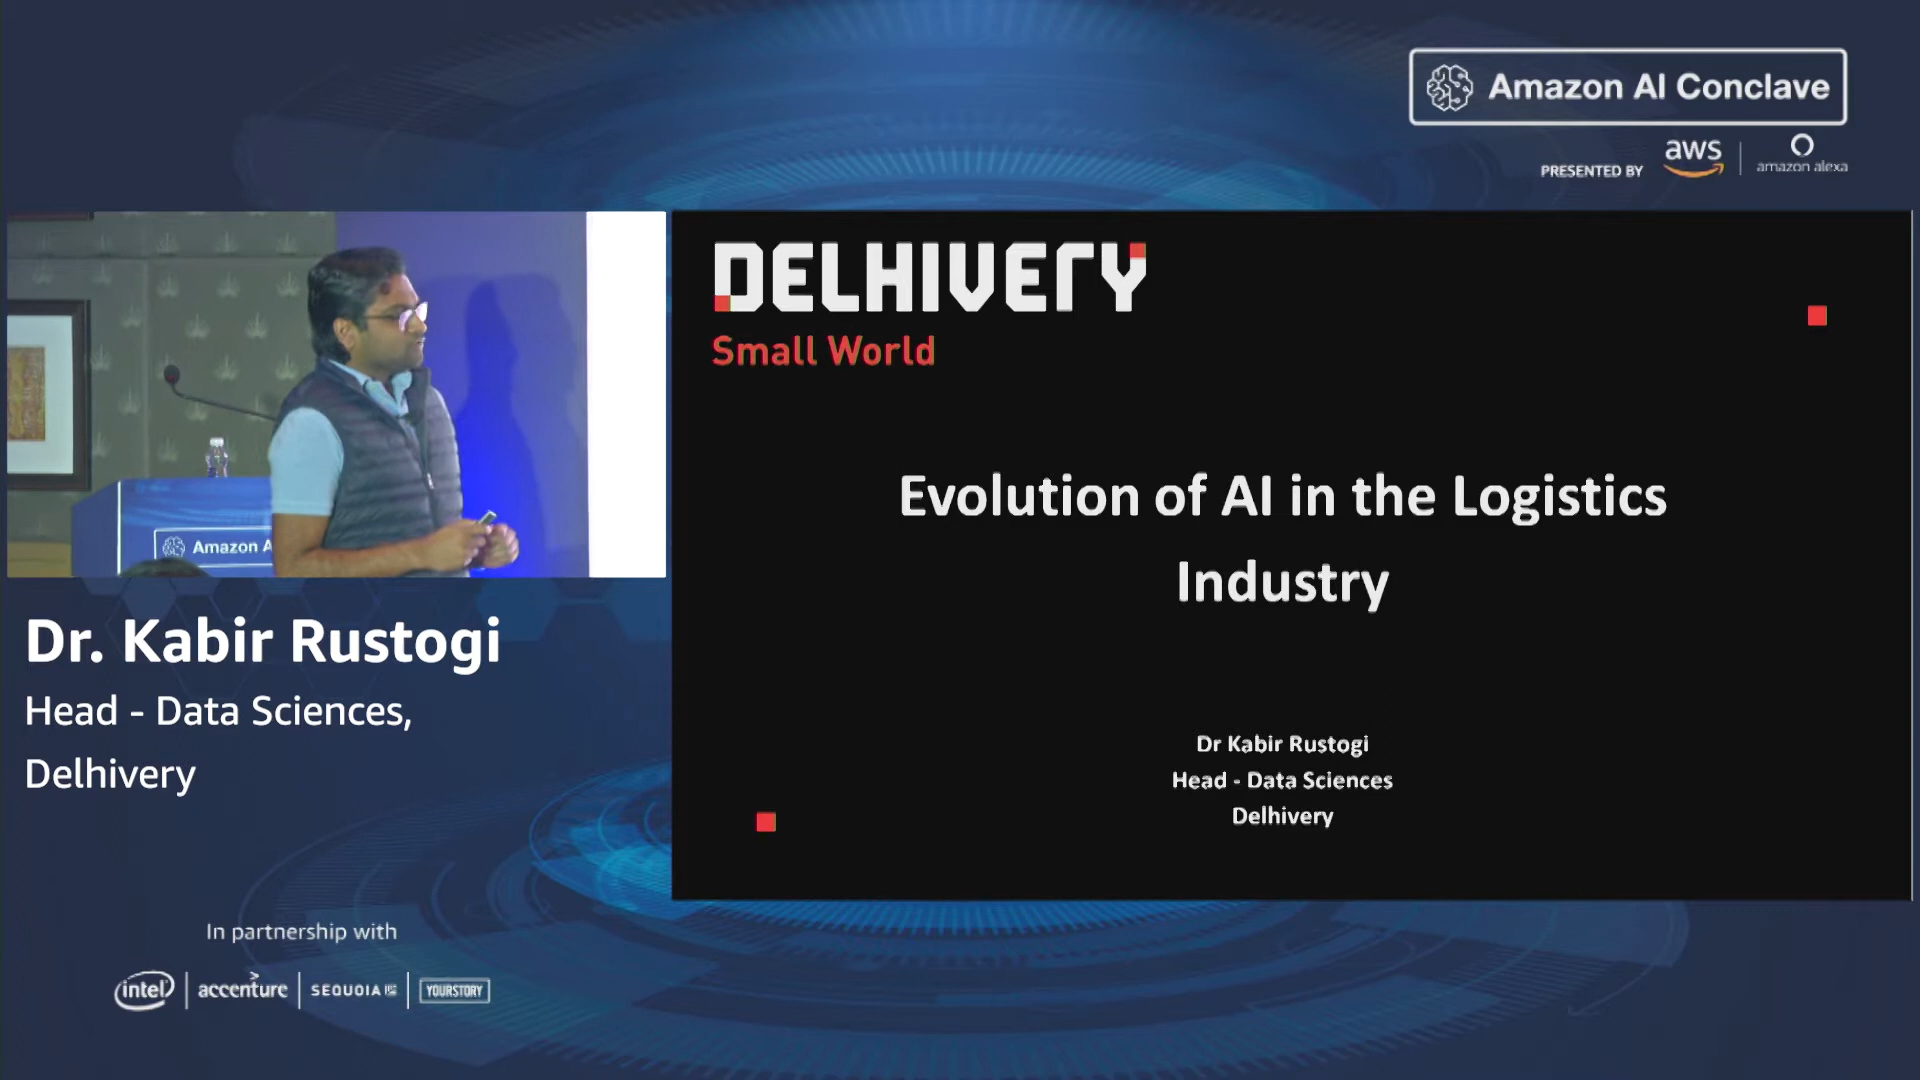 Amazon AI Conclave
PRESENTED BY
aws
amazon alexa
DELHIVERY
Small World
Evolution of AI in the Logistics
Industry
Dr Kabir Rustogi
Head - Data Sciences
Delhivery
Amazon A
Dr. Kabir Rustogi
Head - Data Sciences,
Delhivery
In partnership with
intel
accenture
SEQUOIA
YOURSTORY